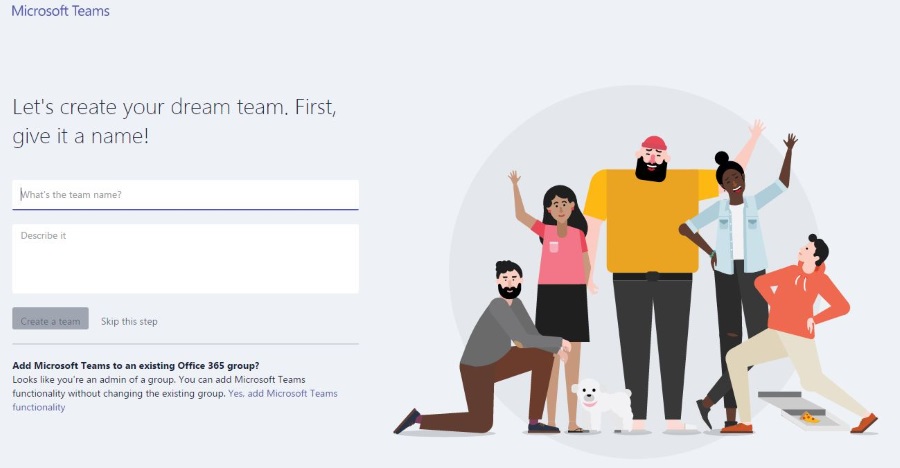 Microsoft Teams
Let's create your dream team. First,
give it a name!
What's the team name?
Describe it
Create a team Skip this step
Add Microsoft Teams to an existing Office 365 group?
Looks like you're an admin of a group. You can add Microsoft Teams
functionality without changing the existing group. Yes, add Microsoft Teams
functionality